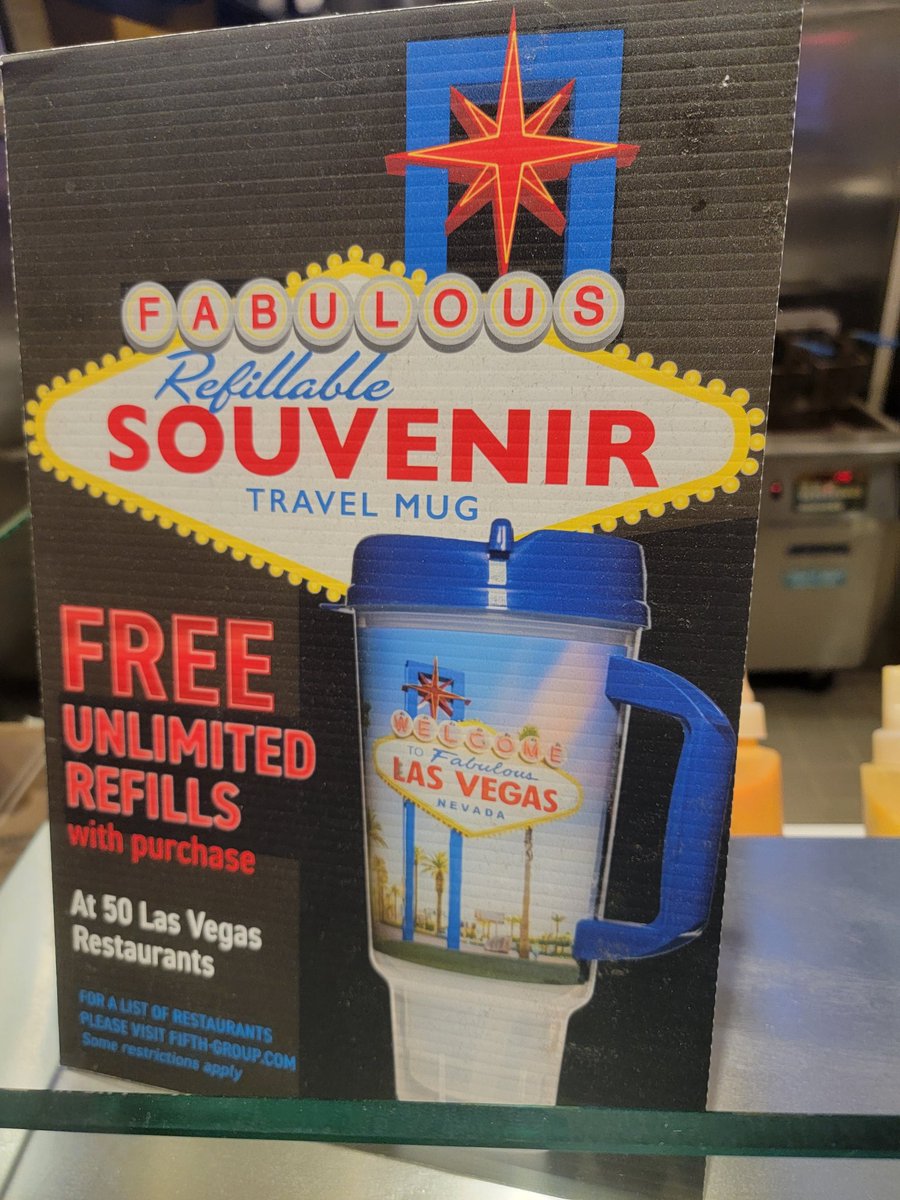 FABULOUS
Refillable
SOUVENIR
TRAVEL MUG
FREE
UNLIMITED
REFILLS
with purchase
At 50 Las Vegas
Restaurants
FOR A LIST OF RESTAURANTS
PLEASE VISIT FIFTH-GROUP.COM
Some restrictions apply
WELCOME
TO Fabulous
LAS VEGAS
NEVADA